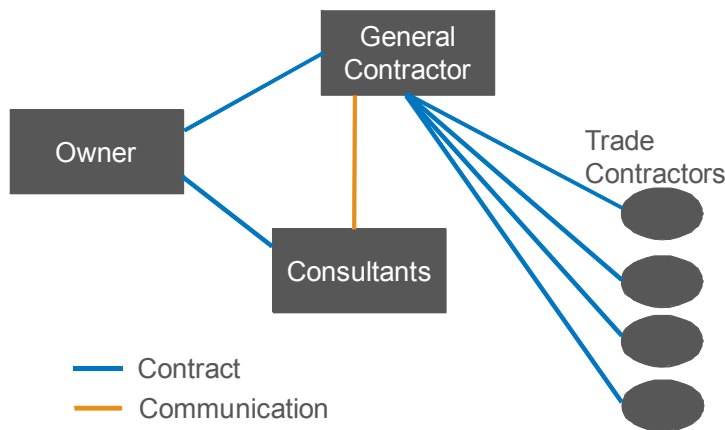 General
Contractor
Owner
Trade
Contractors
Consultants
Contract
Communication